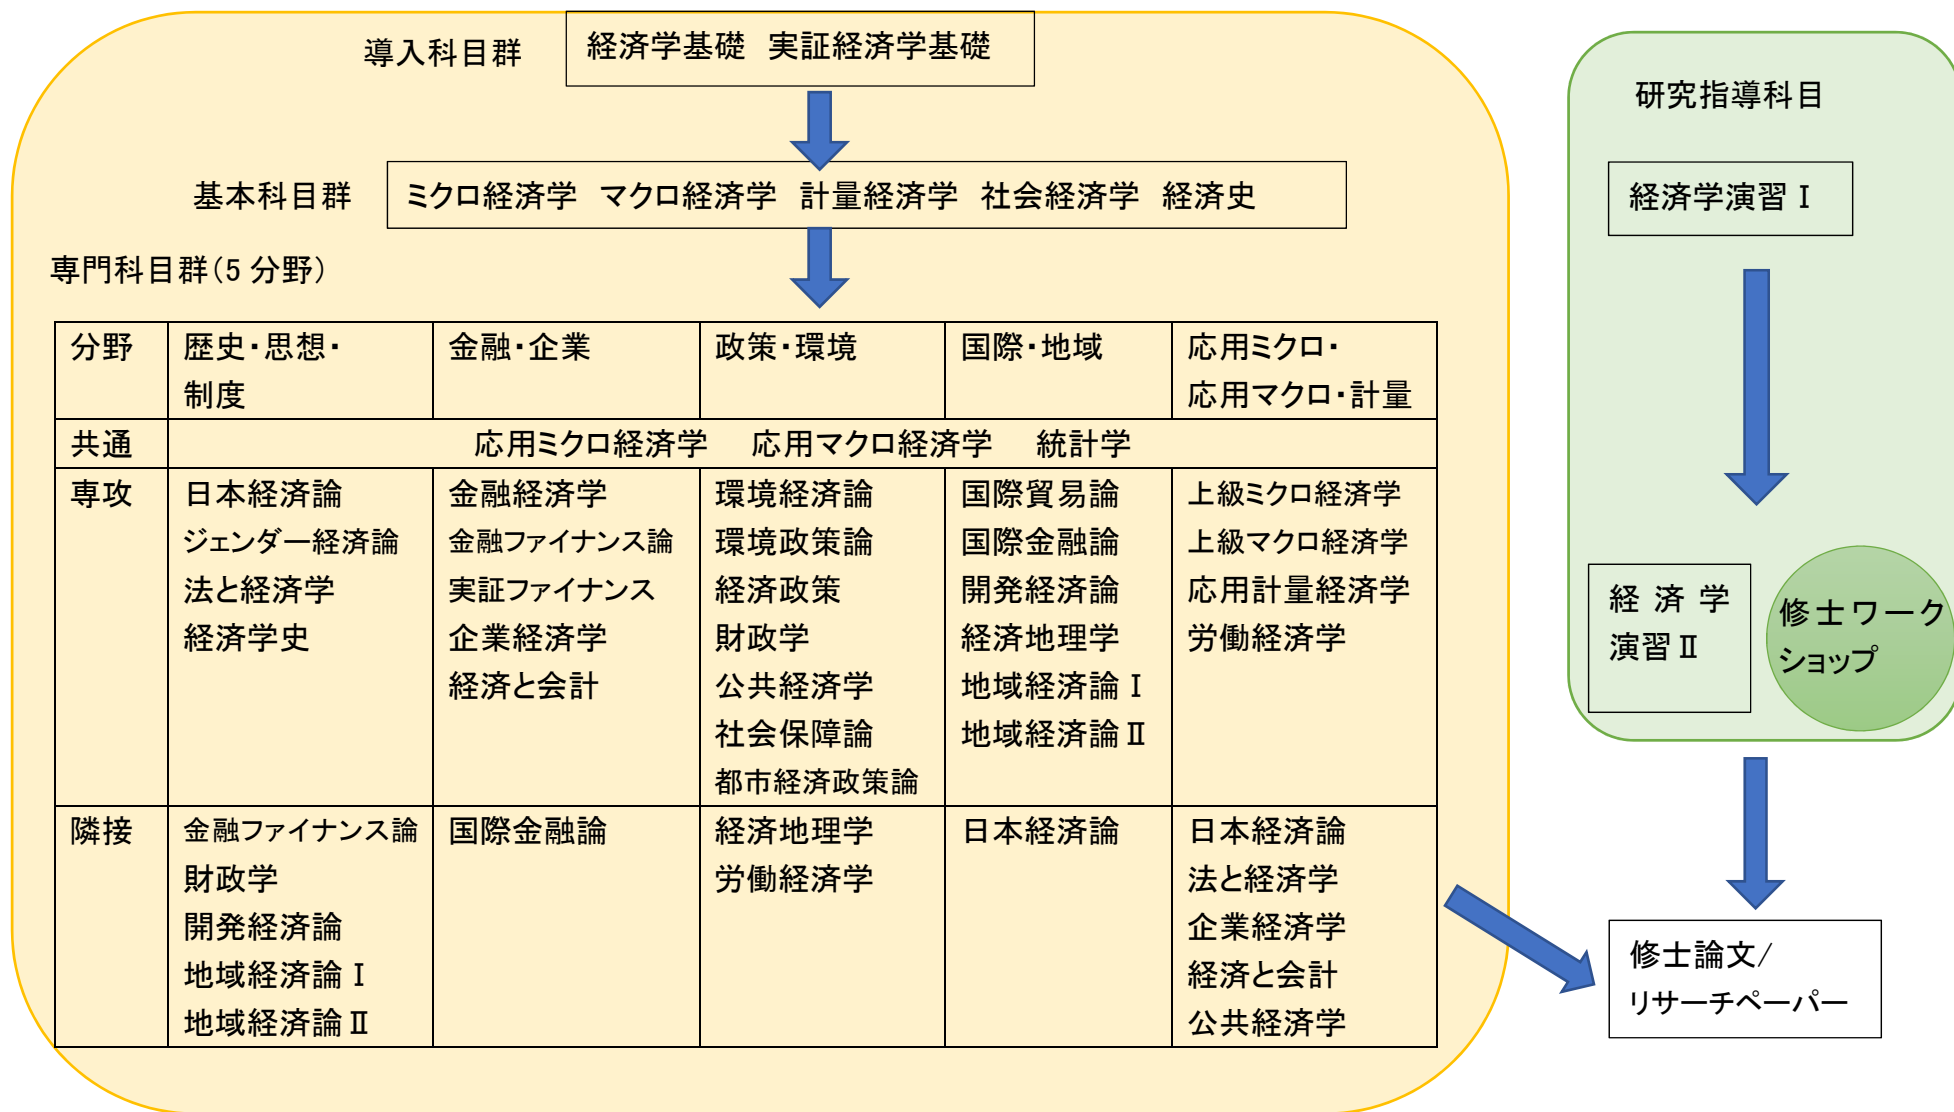 導入科目群
経済学基礎 実証経済学基礎
基本科目群
ミクロ経済学 マクロ経済学 計量経済学 社会経済学 経済史
専門科目群(5 分野)
分野
歴史・思想・
制度
金融・企業
政策・環境
国際・地域
応用ミクロ・
応用マクロ・計量
共通
応用ミクロ経済学 応用マクロ経済学 統計学
専攻
日本経済論
ジェンダー経済論
法と経済学
経済学史
金融経済学
金融ファイナンス論
実証ファイナンス
企業経済学
経済と会計
環境経済論
環境政策論
経済政策
財政学
公共経済学
社会保障論
都市経済政策論
国際貿易論
国際金融論
開発経済論
経済地理学
地域経済論Ⅰ
地域経済論Ⅱ
上級ミクロ経済学
上級マクロ経済学
応用計量経済学
労働経済学
隣接
金融ファイナンス論
財政学
開発経済論
地域経済論Ⅰ
地域経済論Ⅱ
国際金融論
経済地理学
労働経済学
日本経済論
日本経済論
法と経済学
企業経済学
経済と会計
公共経済学
研究指導科目
経済学演習Ⅰ
経 済 学
演習Ⅱ
修士ワーク
ショップ
修士論文/
リサーチペーパー